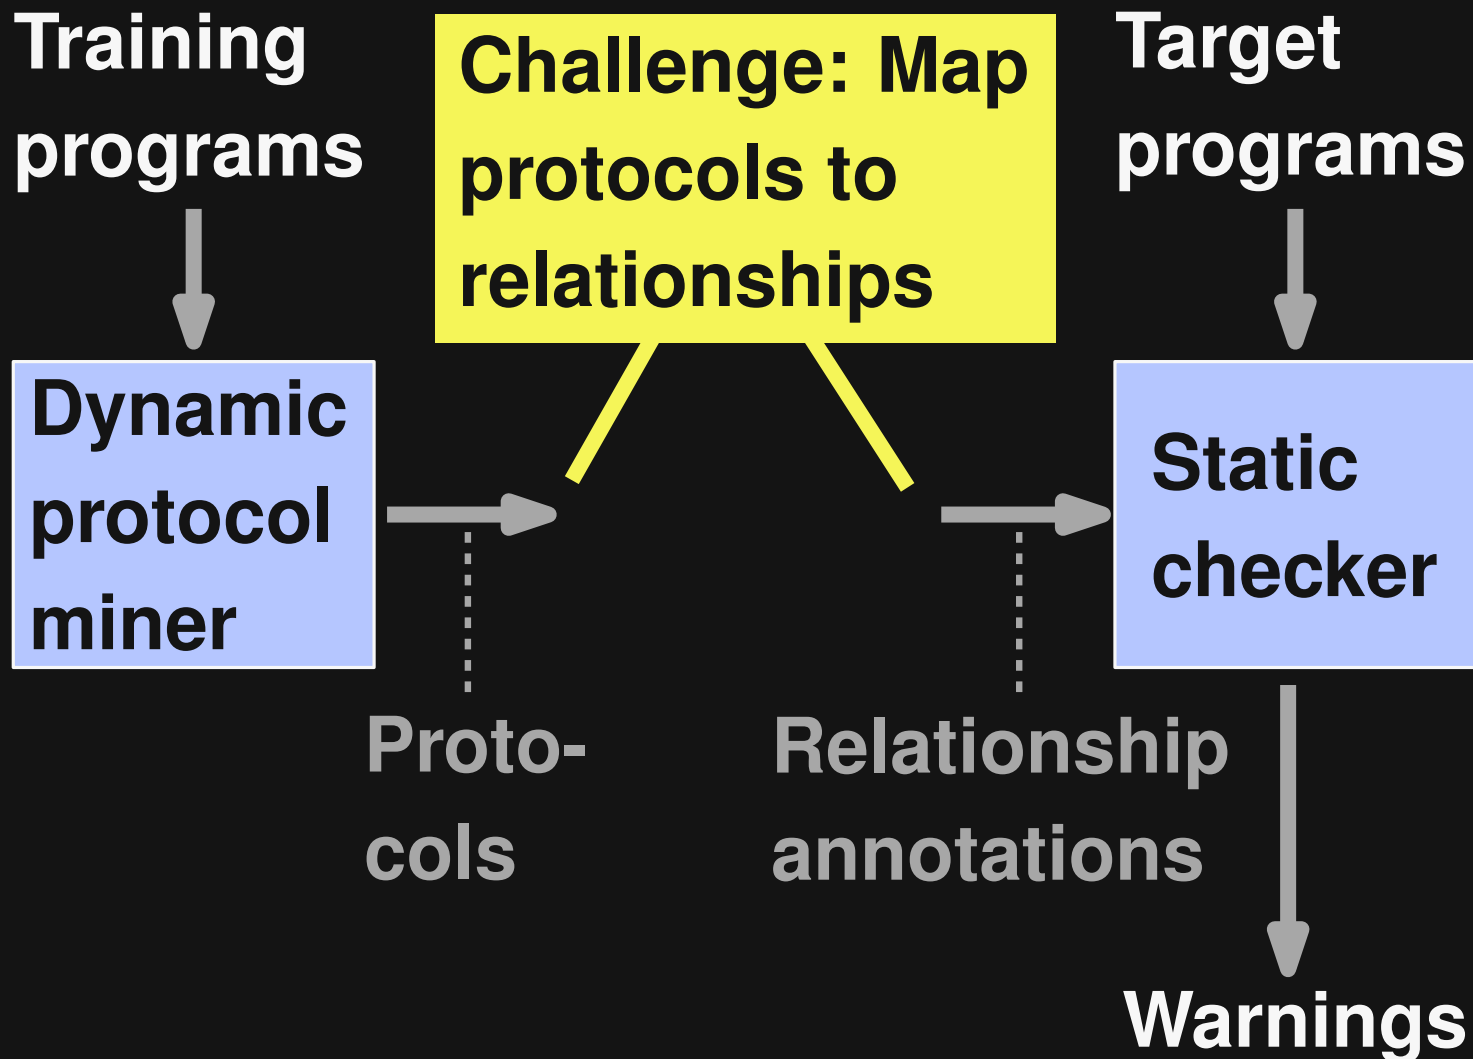 Training
programs
Challenge: Map
protocols to
relationships
Target
programs
Dynamic
protocol
miner
Static
checker
Proto-
cols
Relationship
annotations
Warnings